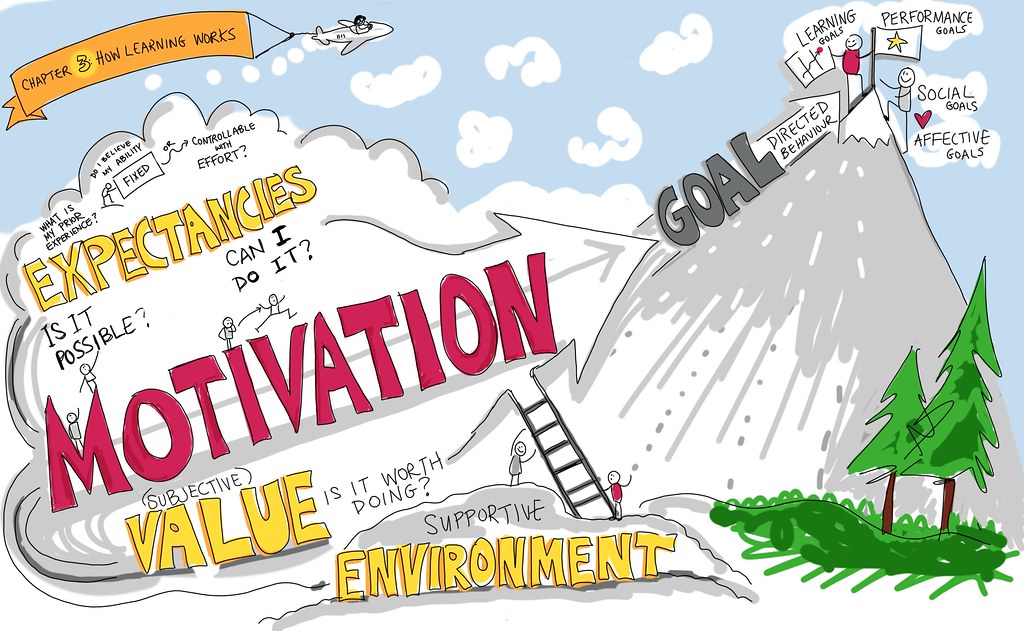 CHAPTER 3: HOW LEARNING WORKS
LEARNING
GOALS
PERFORMANCE
GOALS
SOCIAL
GOALS
AFFECTIVE
GOALS
DIRECTED
BEHAVIOUR
GOAL
DO I BELIEVE
MY ABILITY
FIXED
CONTROLLABLE
WITH
EFFORT?
WHAT IS
MY PRIOR
EXPERIENCE?
EXPECTANCIES
CAN I
DO IT?
IS IT
POSSIBLE?
MOTIVATION
(SUBJECTIVE)
VALUE
IS IT WORTH
DOING?
SUPPORTIVE
ENVIRONMENT